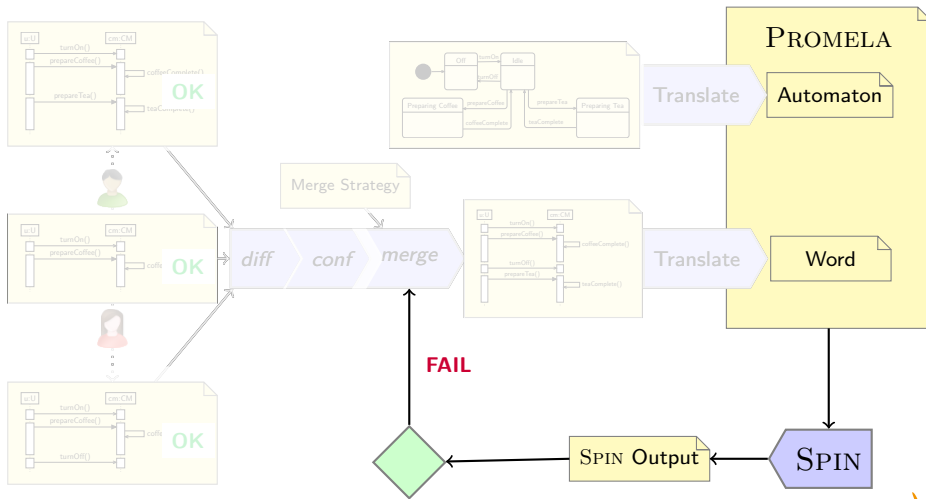 u:U cm:CM
turnOn()
prepareCoffee()
coffeeComplete()
OK
prepareTea()
teaComplete()
Off turnOn Idle
turnOff
Preparing Coffee prepareCoffee prepareTea Preparing Tea
coffeeComplete teaComplete
Translate
PROMELA
Automaton
Merge Strategy
u:U cm:CM
turnOn()
prepareCoffee()
OK
diff conf merge
u:U cm:CM
turnOn()
prepareCoffee()
coffeeComplete()
turnOff()
prepareTea()
teaComplete()
Translate
Word
FAIL
u:U cm:CM
turnOn()
prepareCoffee()
OK
turnOff()
SPIN Output
SPIN